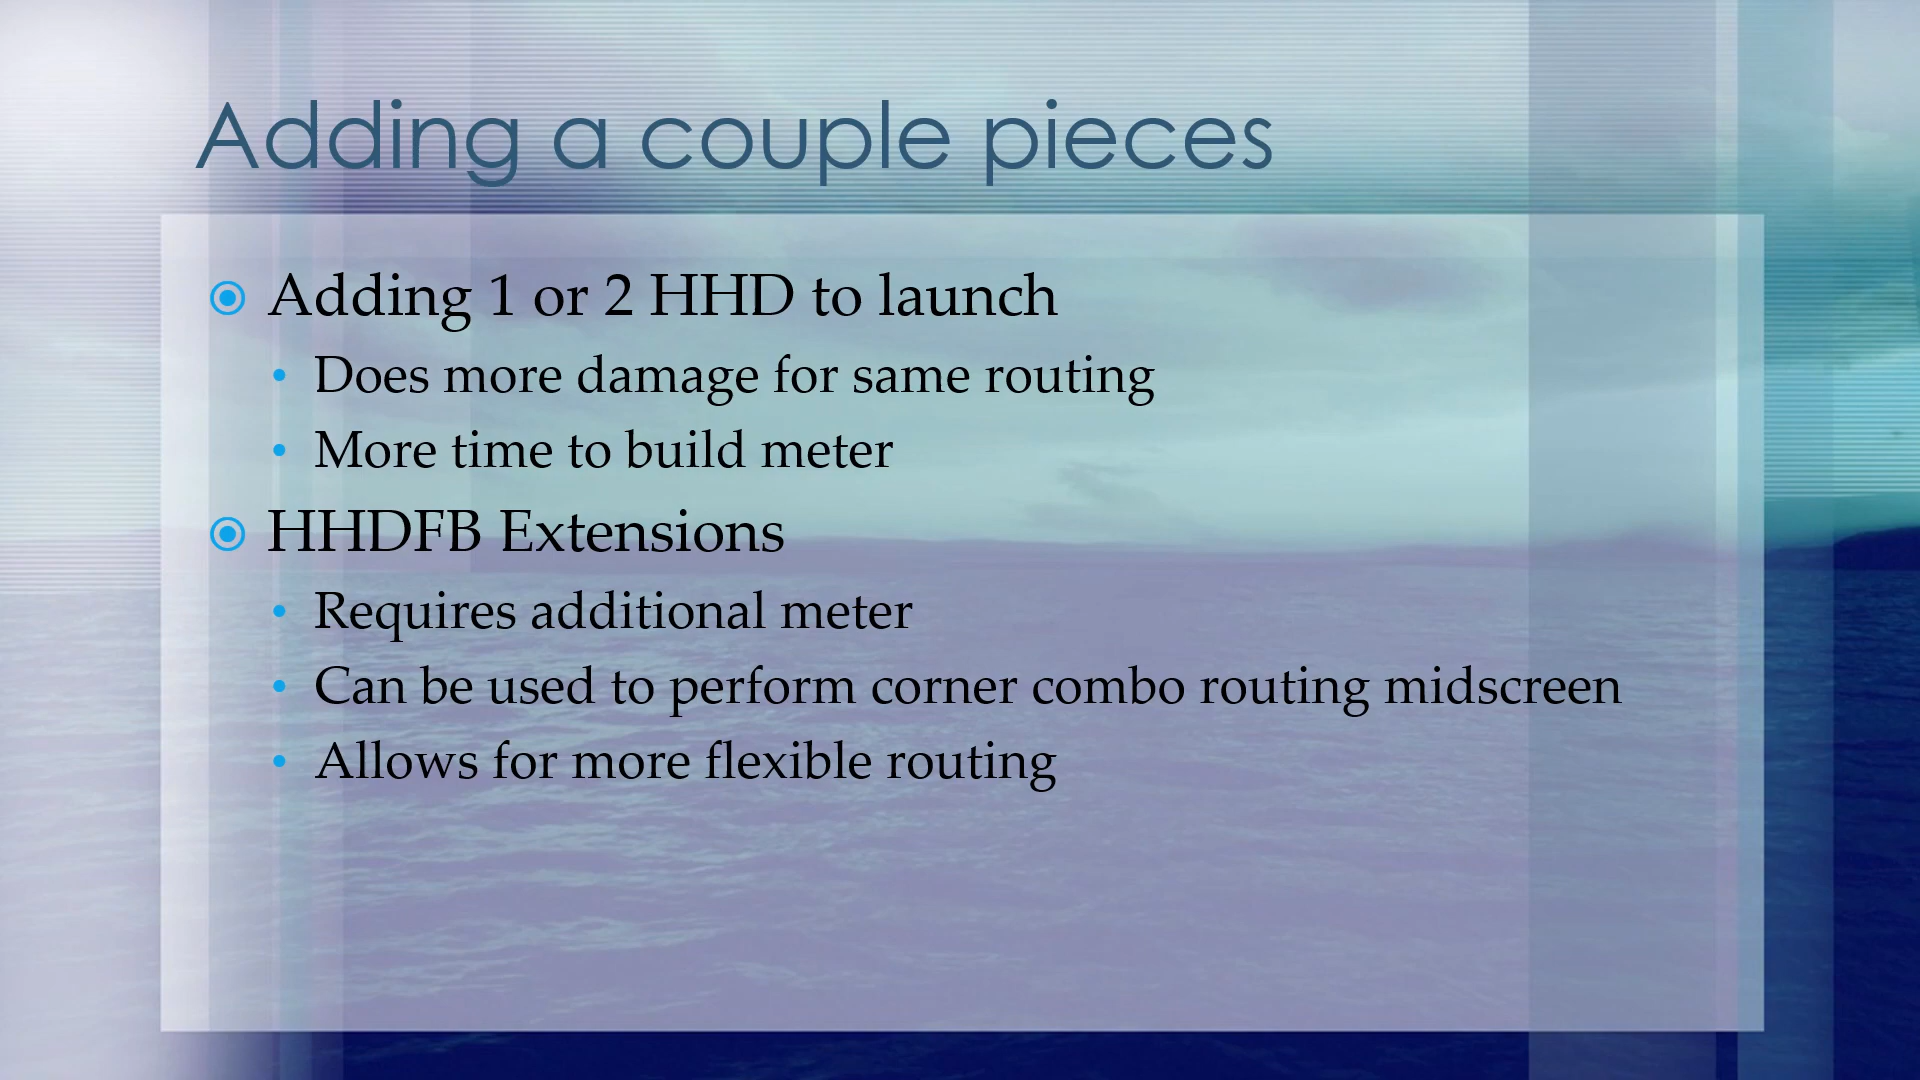 Adding a couple pieces
Adding 1 or 2 HHD to launch
Does more damage for same routing
More time to build meter
HHDFB Extensions
Requires additional meter
Can be used to perform corner combo routing midscreen
Allows for more flexible routing